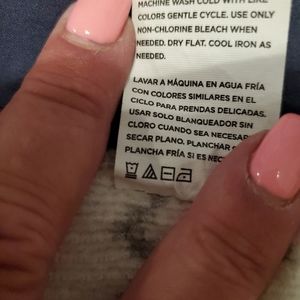 MACHINE WASH COLD WITH LIKE
COLORS GENTLE CYCLE. USE ONLY
NON-CHLORINE BLEACH WHEN
NEEDED. DRY FLAT. COOL IRON AS
NEEDED.
LAVAR A MÁQUINA EN AGUA FRÍA
CON COLORES SIMILARES EN EL
CICLO PARA PRENDAS DELICADAS.
USAR SOLO BLANQUEADOR SIN
CLORO CUANDO SEA NECESAR
SECAR PLANO. PLANCHAR
PLANCHA FRÍA SI ES NECES